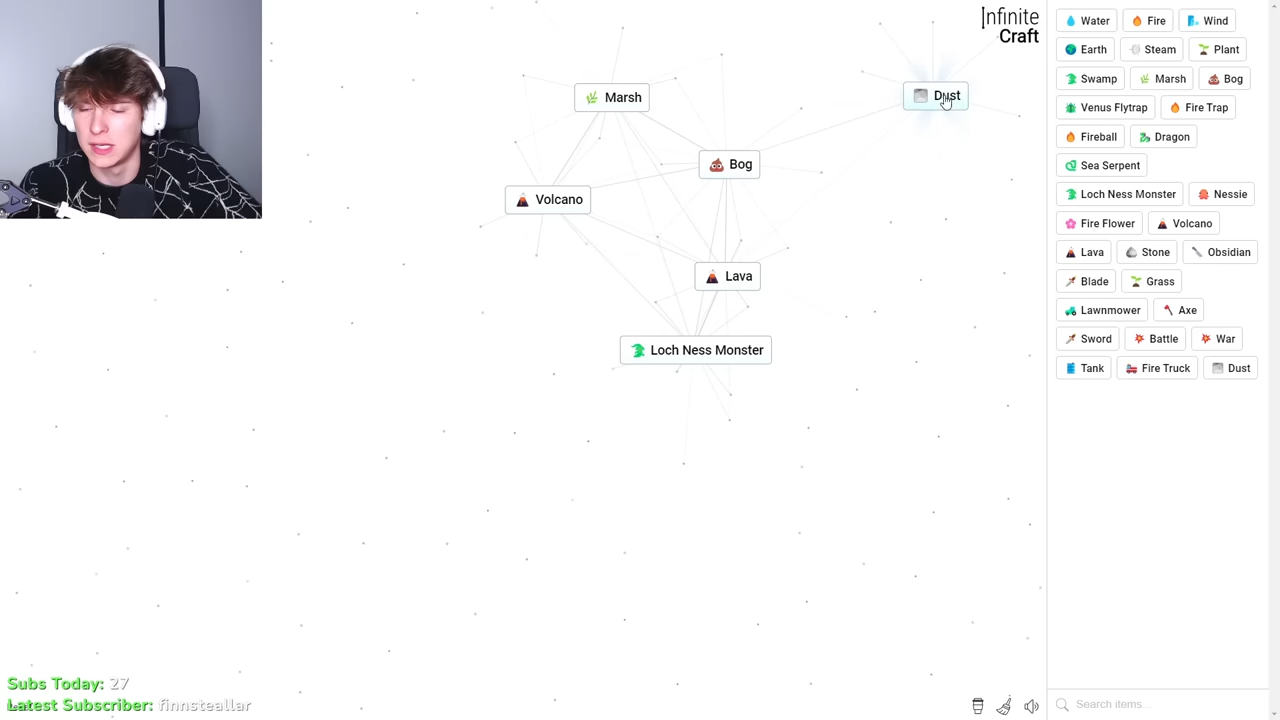 Infinite
Craft
Marsh
Dust
Bog
Volcano
Lava
Loch Ness Monster
Water
Fire
Wind
Earth
Steam
Plant
Swamp
Marsh
Bog
Venus Flytrap
Fire Trap
Fireball
Dragon
Sea Serpent
Loch Ness Monster
Nessie
Fire Flower
Volcano
Lava
Stone
Obsidian
Blade
Grass
Lawnmower
Axe
Sword
Battle
War
Tank
Fire Truck
Dust
Search items...
Subs Today: 27
Latest Subscriber: finnsteallar